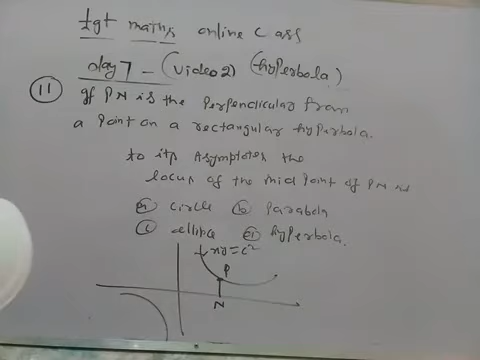 tgt maths online Class
day 7 - (video 2) (Hyperbola)
(11) If PN is the Perpendicular from
a Point on a rectangular Hyperbola.
to its Asymptotes the
locus of the mid Point of PN is
(a) circle (b) Parabola
(c) ellipse (d) Hyperbola.
xy = c²
P
N